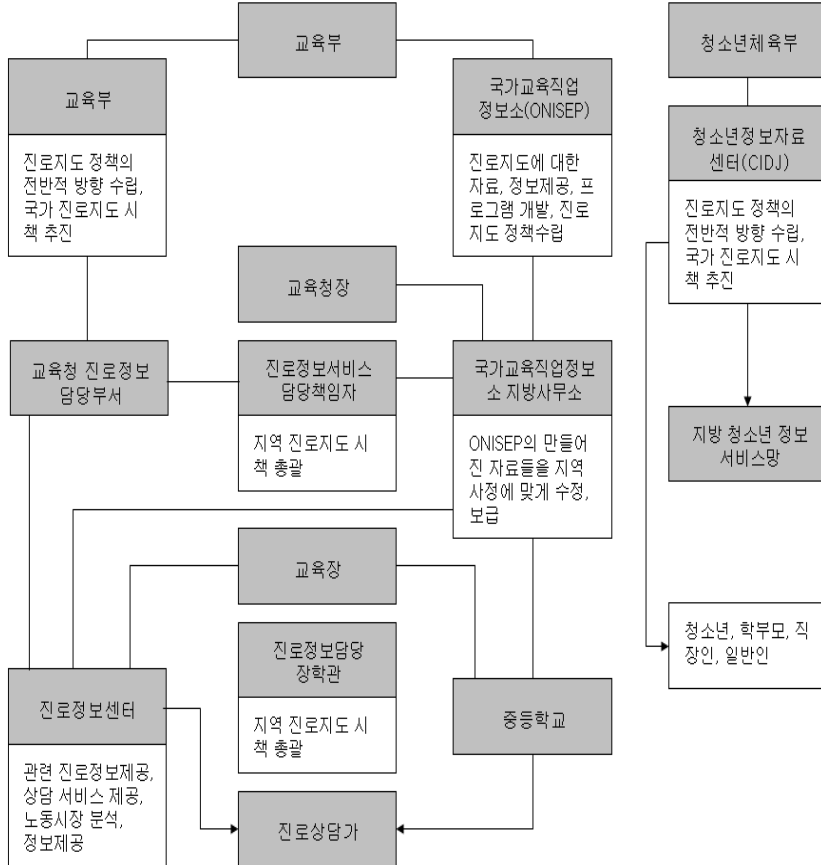 교육부
청소년체육부
교육부
국가교육직업
정보소(ONISEP)
진로지도 정책의
전반적 방향 수립,
국가 진로지도 시
책 추진
진로지도에 대한
자료, 정보제공, 프
로그램 개발, 진로
지도 정책수립
청소년정보자료
센터(CIDJ)
진로지도 정책의
전반적 방향 수립,
국가 진로지도 시
책 추진
교육청장
교육청 진로정보
담당부서
진로정보서비스
담당책임자
지역 진로지도 시
책 총괄
국가교육직업정보
소 지방사무소
ONISEP의 만들어
진 자료들을 지역
사정에 맞게 수정,
보급
지방 청소년 정보
서비스망
교육장
진로정보담당
장학관
지역 진로지도 시
책 총괄
청소년, 학부모, 직
장인, 일반인
진로정보센터
관련 진로정보제공,
상담 서비스 제공,
노동시장 분석,
정보제공
중등학교
진로상담가